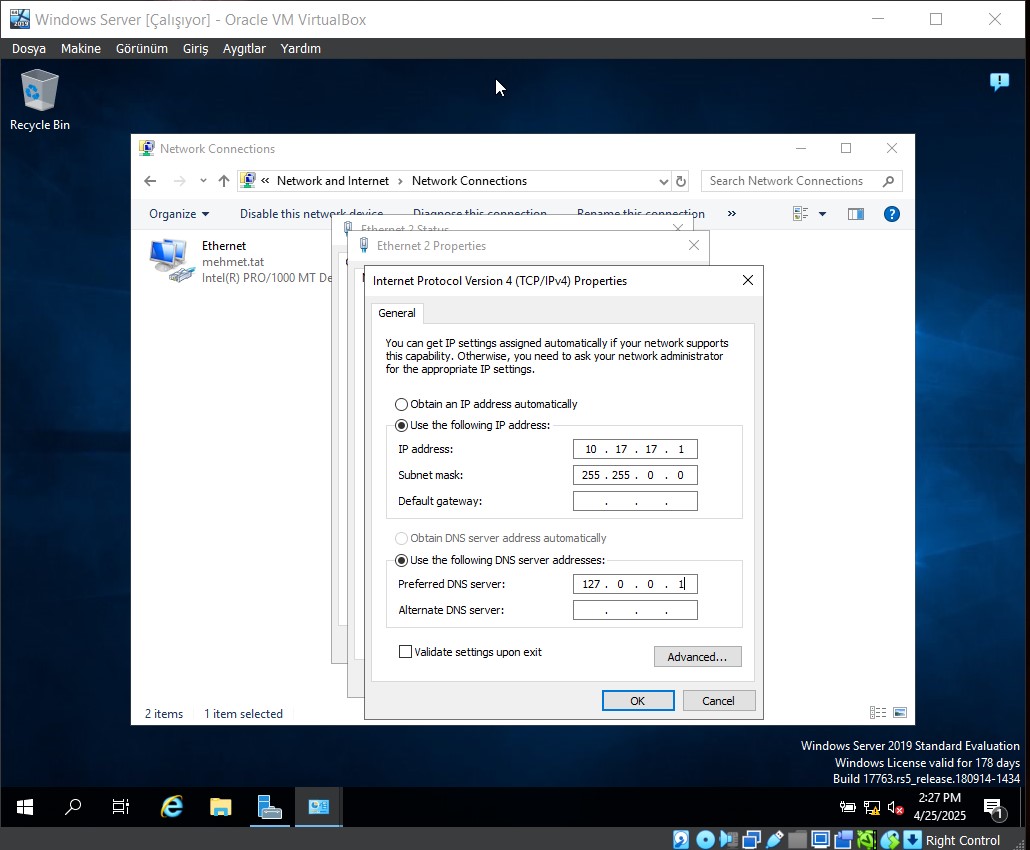 Windows Server [Çalışıyor] - Oracle VM VirtualBox
Dosya Makine Görünüm Giriş Aygıtlar Yardım
Recycle Bin
Network Connections
« Network and Internet › Network Connections
Search Network Connections
Organize Disable this network device Diagnose this connection Rename this connection »
Ethernet
mehmet.tat
Intel(R) PRO/1000 MT De
Ethernet 2 Status
Ethernet 2 Properties
Internet Protocol Version 4 (TCP/IPv4) Properties
General
You can get IP settings assigned automatically if your network supports
this capability. Otherwise, you need to ask your network administrator
for the appropriate IP settings.
Obtain an IP address automatically
Use the following IP address:
IP address: 10 . 17 . 17 . 1
Subnet mask: 255 . 255 . 0 . 0
Default gateway: . . .
Obtain DNS server address automatically
Use the following DNS server addresses:
Preferred DNS server: 127 . 0 . 0 . 1
Alternate DNS server: . . .
Validate settings upon exit
Advanced...
OK Cancel
2 items 1 item selected
Windows Server 2019 Standard Evaluation
Windows License valid for 178 days
Build 17763.rs5_release.180914-1434
2:27 PM
4/25/2025
1
Right Control